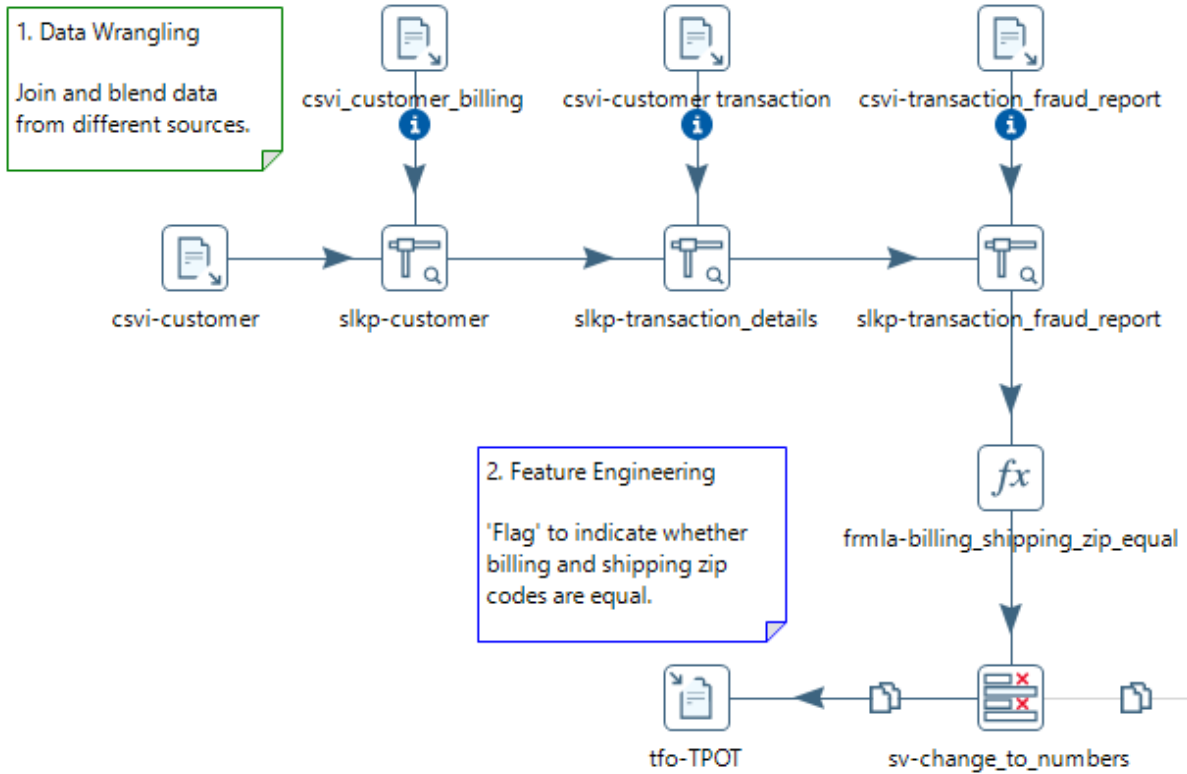 1. Data Wrangling
Join and blend data
from different sources.
csvi_customer_billing
csvi-customer transaction
csvi-transaction_fraud_report
csvi-customer
slkp-customer
slkp-transaction_details
slkp-transaction_fraud_report
2. Feature Engineering
'Flag' to indicate whether
billing and shipping zip
codes are equal.
fx
frmla-billing_shipping_zip_equal
tfo-TPOT
sv-change_to_numbers